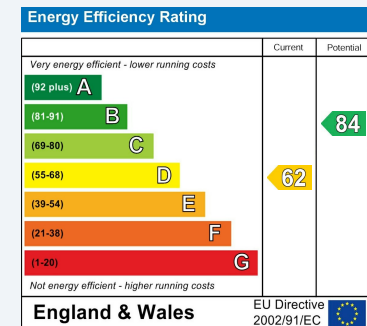 Energy Efficiency Rating
Current Potential
Very energy efficient - lower running costs
(92 plus) A
(81-91) B
84
(69-80) C
(55-68) D
62
(39-54) E
(21-38) F
(1-20) G
Not energy efficient - higher running costs
England & Wales
EU Directive
2002/91/EC